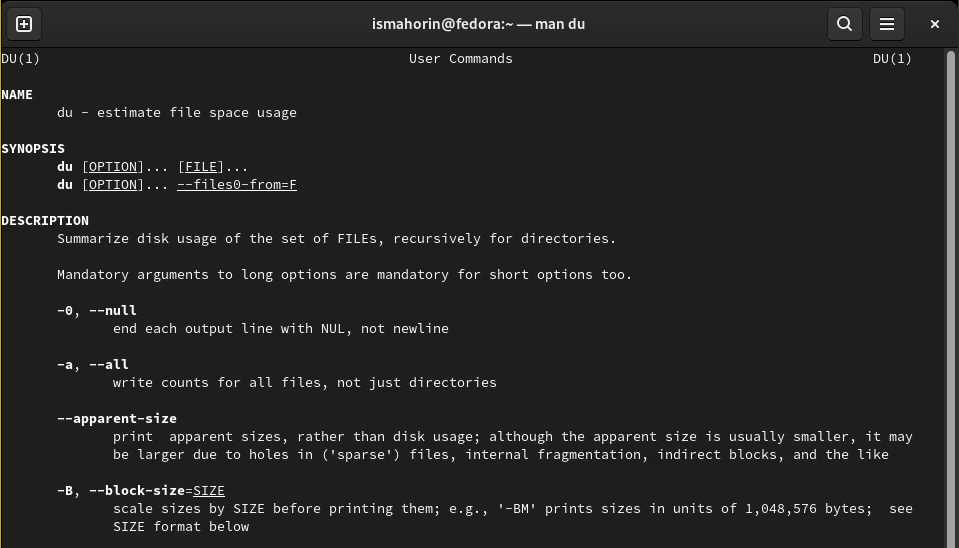 ismahorin@fedora:~ — man du
DU(1) User Commands DU(1)
NAME
du - estimate file space usage
SYNOPSIS
du [OPTION]... [FILE]...
du [OPTION]... --files0-from=F
DESCRIPTION
Summarize disk usage of the set of FILEs, recursively for directories.
Mandatory arguments to long options are mandatory for short options too.
-0, --null
end each output line with NUL, not newline
-a, --all
write counts for all files, not just directories
--apparent-size
print  apparent sizes, rather than disk usage; although the apparent size is usually smaller, it may
be larger due to holes in ('sparse') files, internal fragmentation, indirect blocks, and the like
-B, --block-size=SIZE
scale sizes by SIZE before printing them; e.g., '-BM' prints sizes in units of 1,048,576 bytes;  see
SIZE format below